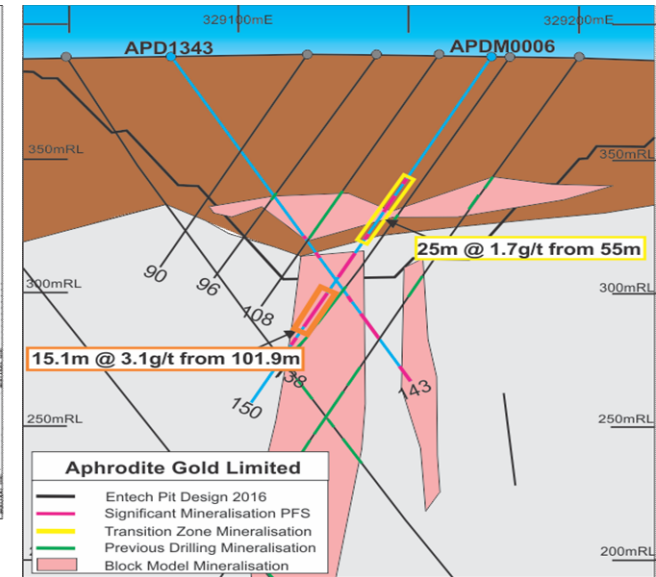 329100mE
329200mE
APD1343
APDM0006
350mRL
350mRL
25m @ 1.7g/t from 55m
90
96
300mRL
300mRL
108
15.1m @ 3.1g/t from 101.9m
138
143
150
250mRL
250mRL
Aphrodite Gold Limited
Entech Pit Design 2016
Significant Mineralisation PFS
Transition Zone Mineralisation
Previous Drilling Mineralisation
Block Model Mineralisation
200mRL